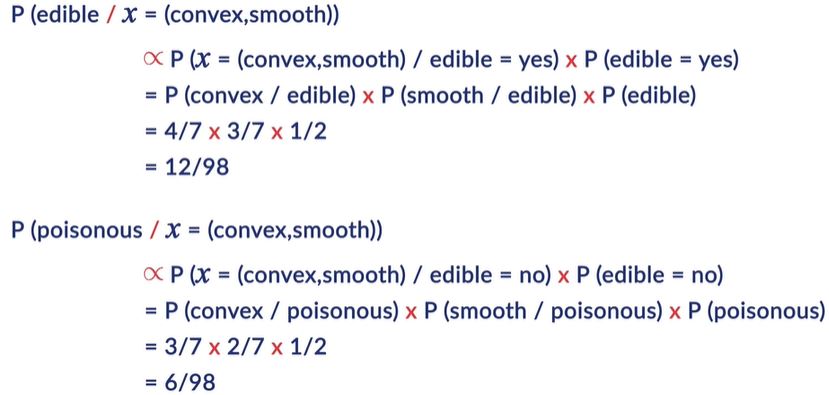 P (edible / x = (convex,smooth))
∝ P (x = (convex,smooth) / edible = yes) x P (edible = yes)
= P (convex / edible) x P (smooth / edible) x P (edible)
= 4/7 x 3/7 x 1/2
= 12/98
P (poisonous / x = (convex,smooth))
∝ P (x = (convex,smooth) / edible = no) x P (edible = no)
= P (convex / poisonous) x P (smooth / poisonous) x P (poisonous)
= 3/7 x 2/7 x 1/2
= 6/98